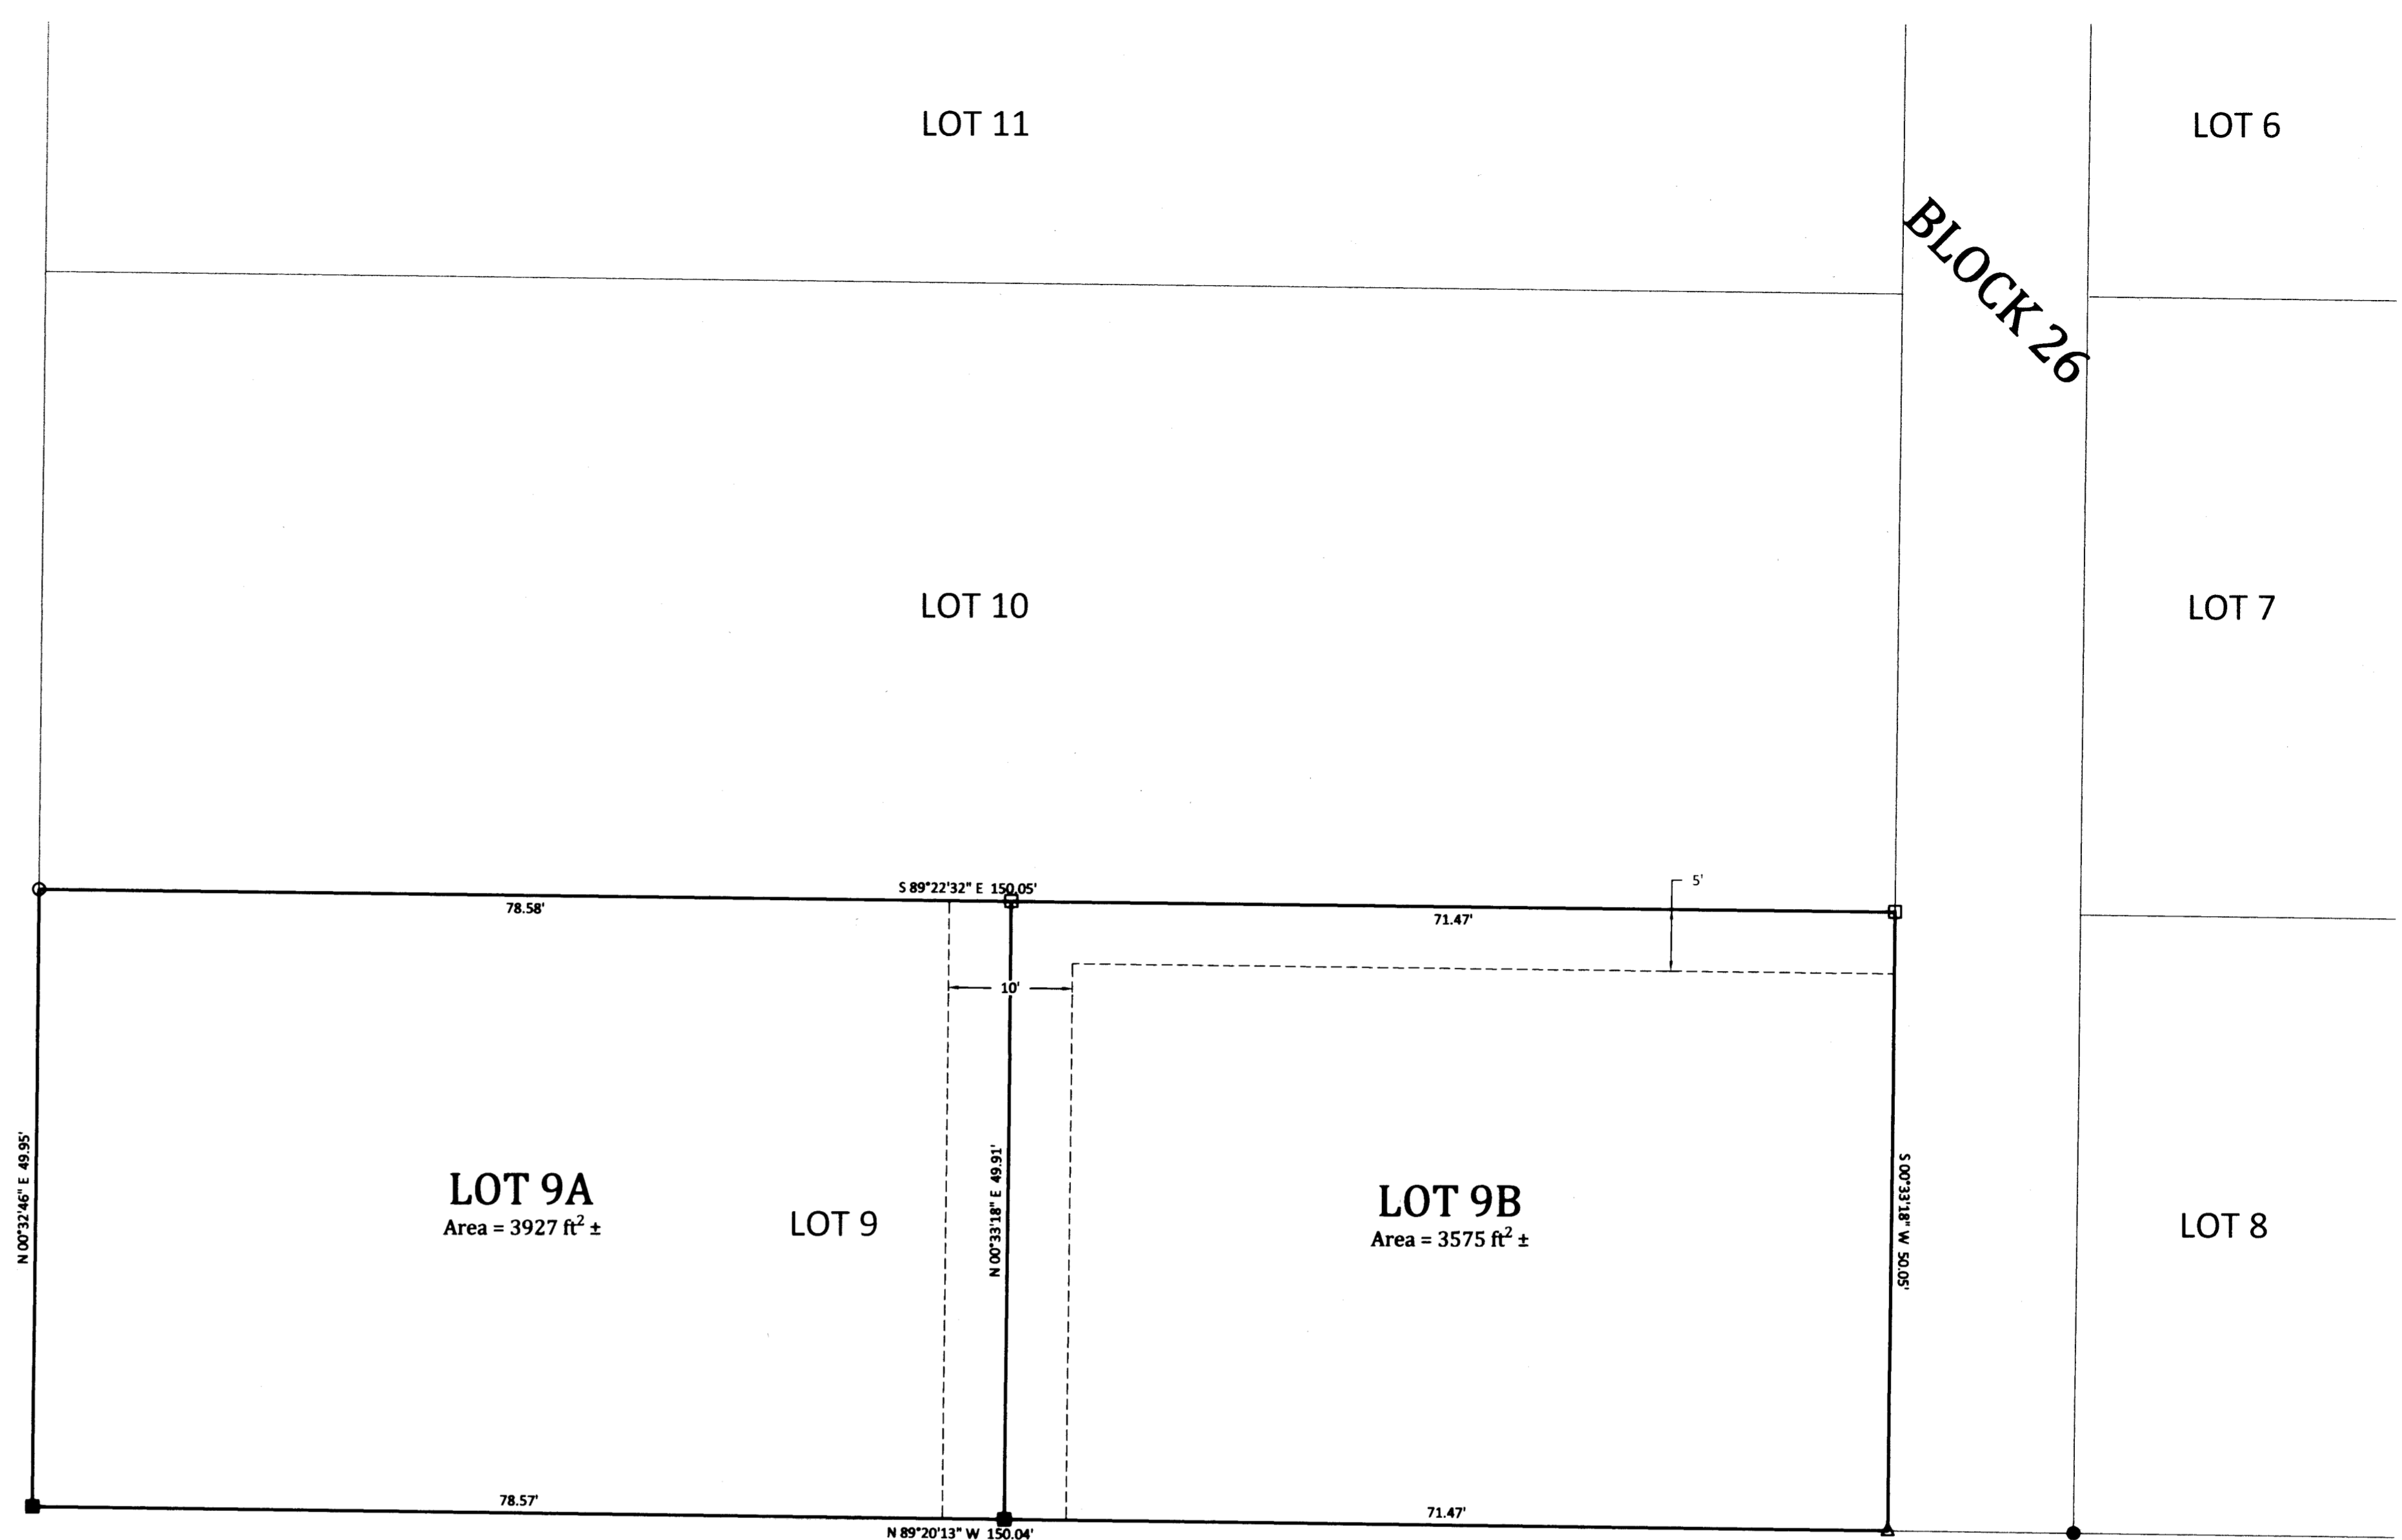 LOT 11
LOT 6
BLOCK 26
LOT 10
LOT 7
S 89°22'32" E 150.05'
5'
78.58'
71.47'
10'
N 00°32'46" E 49.95'
LOT 9A
Area = 3927 ft² ±
LOT 9
N 00°33'18" E 49.91'
LOT 9B
Area = 3575 ft² ±
S 00°33'18" W 50.05'
LOT 8
78.57'
71.47'
N 89°20'13" W 150.04'